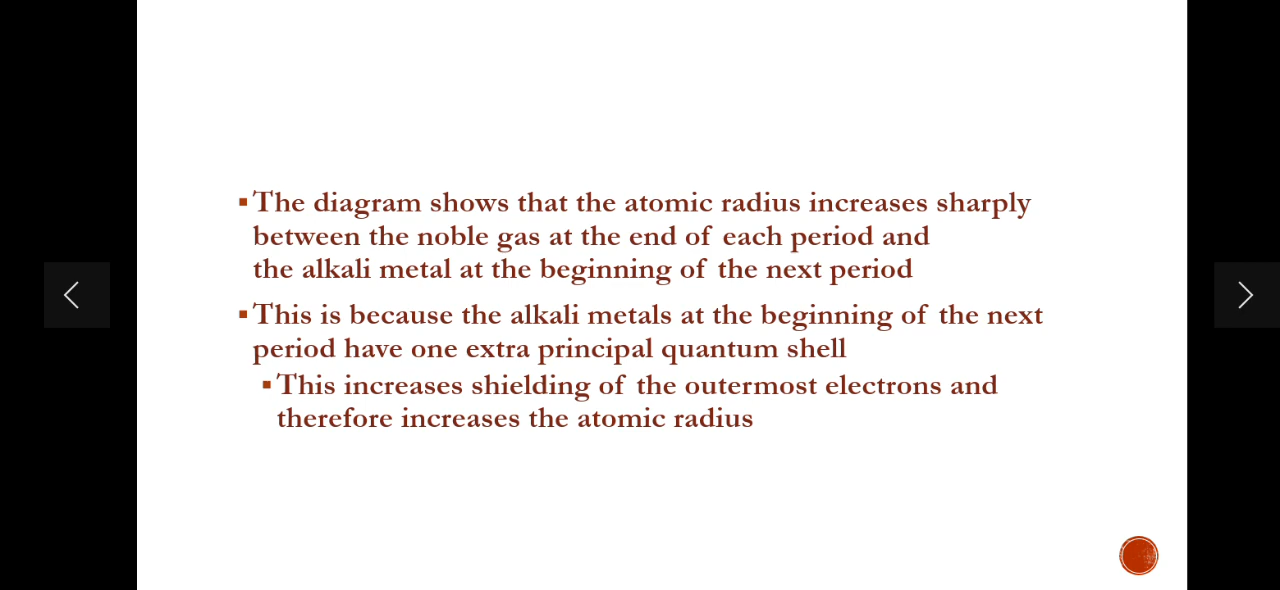 The diagram shows that the atomic radius increases sharply
between the noble gas at the end of each period and
the alkali metal at the beginning of the next period
This is because the alkali metals at the beginning of the next
period have one extra principal quantum shell
This increases shielding of the outermost electrons and
therefore increases the atomic radius